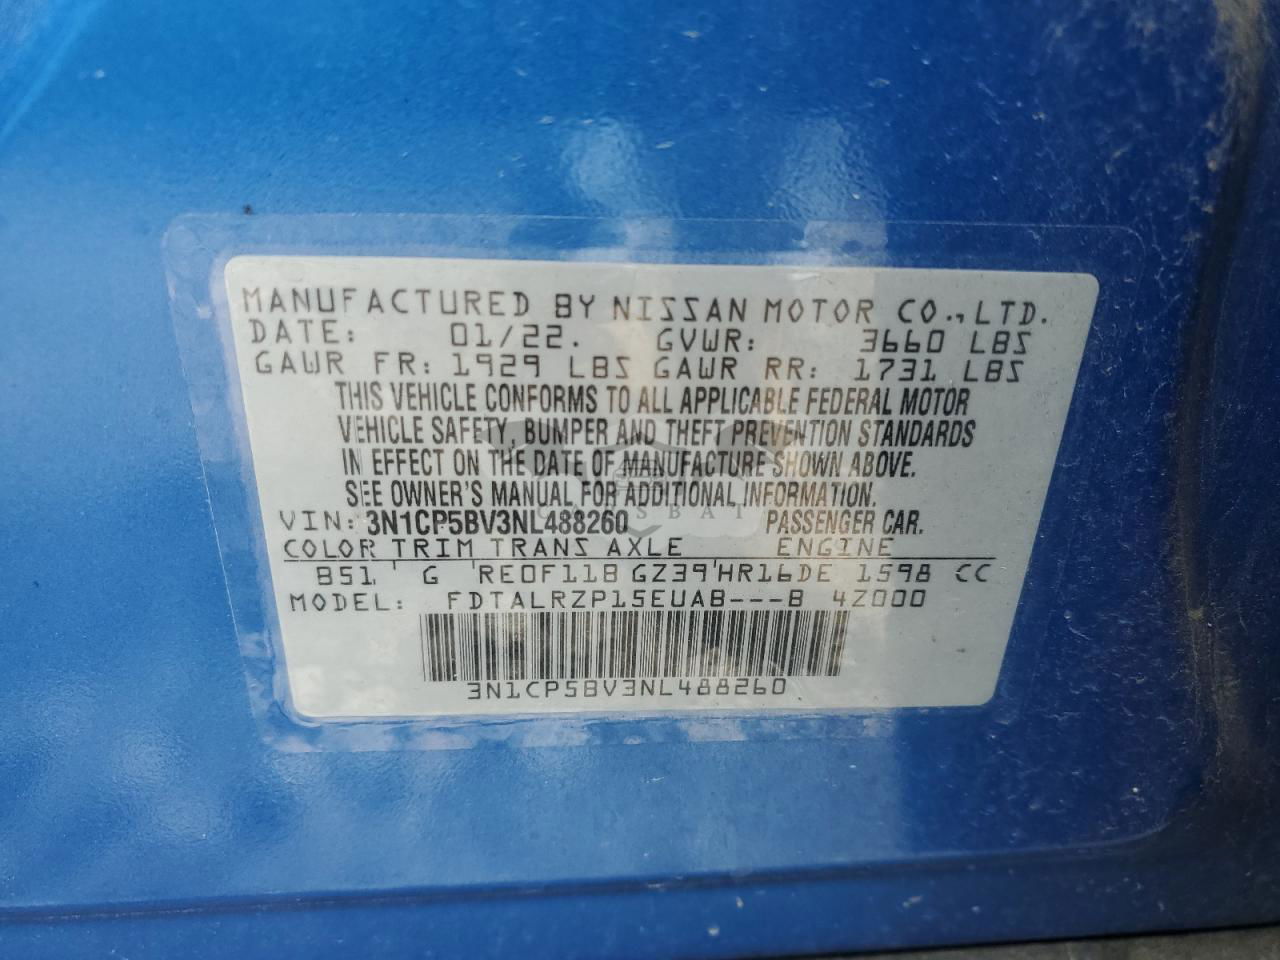 MANUFACTURED BY NISSAN MOTOR CO., LTD.
DATE: 01/22. GVWR: 3660 LBS
GAWR FR: 1929 LBS GAWR RR: 1731 LBS
THIS VEHICLE CONFORMS TO ALL APPLICABLE FEDERAL MOTOR
VEHICLE SAFETY, BUMPER AND THEFT PREVENTION STANDARDS
IN EFFECT ON THE DATE OF MANUFACTURE SHOWN ABOVE.
SEE OWNER'S MANUAL FOR ADDITIONAL INFORMATION.
VIN: 3N1CP5BV3NL488260 PASSENGER CAR.
COLOR TRIM TRANS AXLE ENGINE
B51 G RE0F11B GZ39 HR16DE 1598 CC
MODEL: FDTALRZP15EUAB---B 4Z000
3N1CP5BV3NL488260